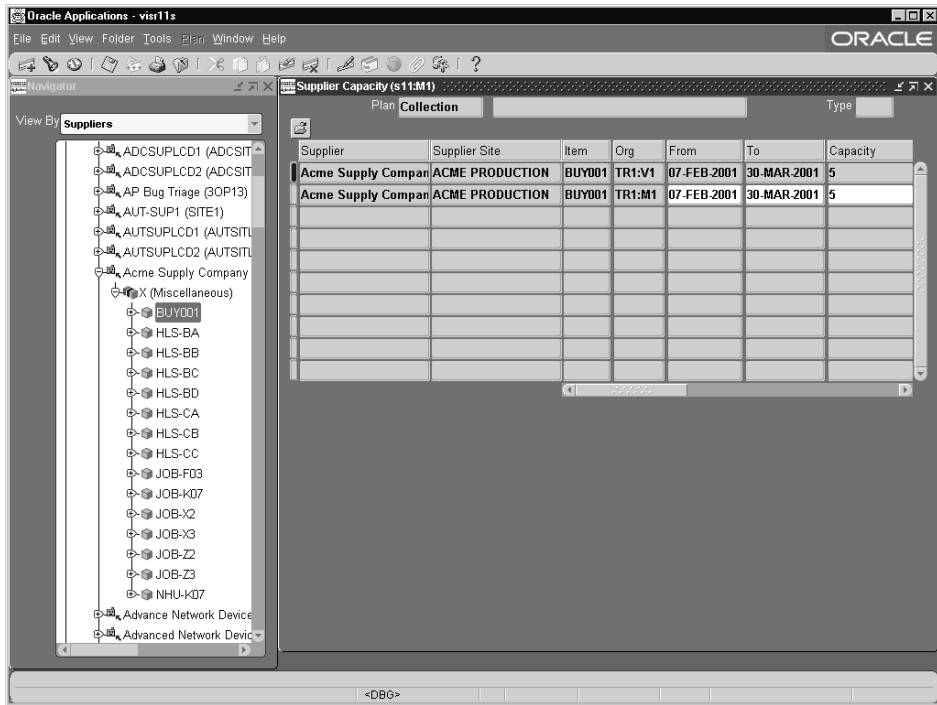 Oracle Applications - visr11s
File Edit View Folder Tools Plan Window Help
ORACLE
Navigator
View By Suppliers
ADCSUPLCD1 (ADCSIT
ADCSUPLCD2 (ADCSIT
AP Bug Triage (3OP13)
AUT-SUP1 (SITE1)
AUTSUPLCD1 (AUTSITL
AUTSUPLCD2 (AUTSITL
Acme Supply Company
X (Miscellaneous)
BUY001
HLS-BA
HLS-BB
HLS-BC
HLS-BD
HLS-CA
HLS-CB
HLS-CC
JOB-F03
JOB-K07
JOB-X2
JOB-X3
JOB-Z2
JOB-Z3
NHU-K07
Advance Network Device
Advanced Network Devic
Supplier Capacity (s11:M1)
Plan Collection Type
Supplier Supplier Site Item Org From To Capacity
Acme Supply Compan ACME PRODUCTION BUY001 TR1:V1 07-FEB-2001 30-MAR-2001 5
Acme Supply Compan ACME PRODUCTION BUY001 TR1:M1 07-FEB-2001 30-MAR-2001 5
<DBG>